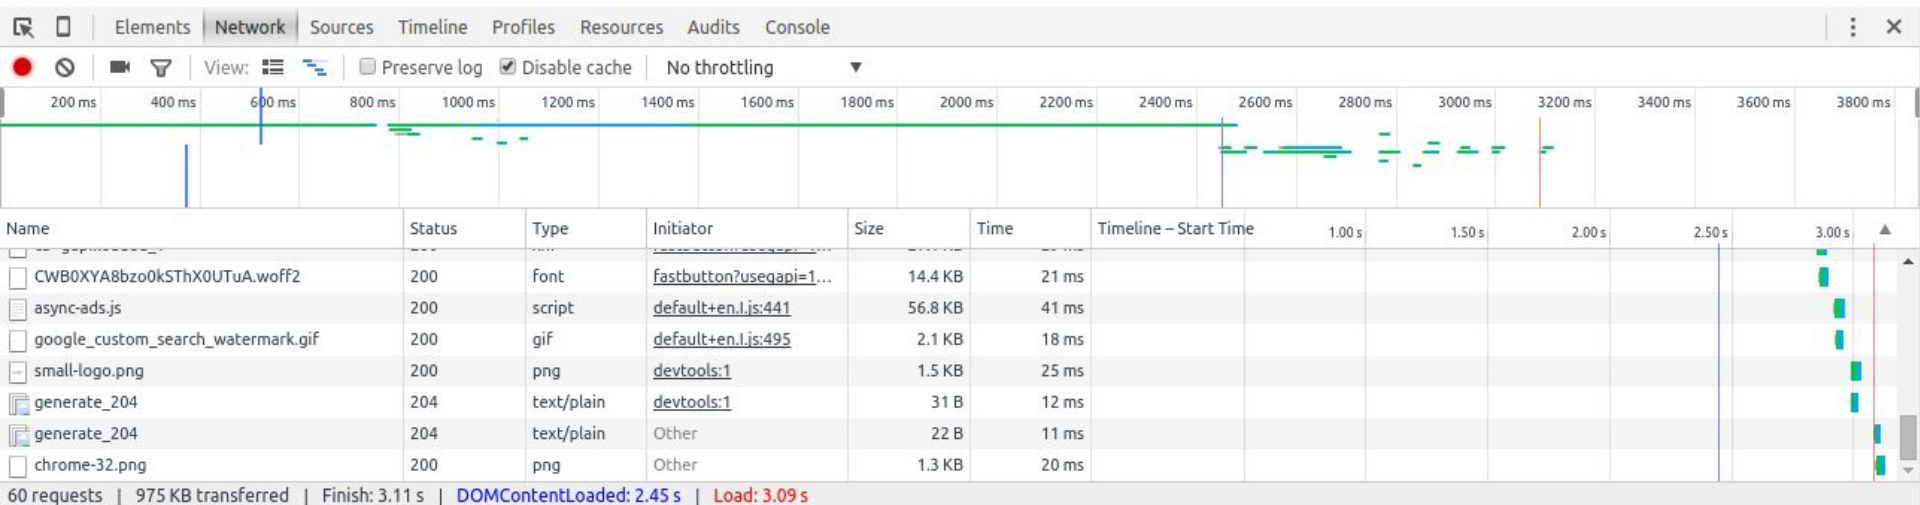 Elements Network Sources Timeline Profiles Resources Audits Console
View: Preserve log Disable cache No throttling
200 ms 400 ms 600 ms 800 ms 1000 ms 1200 ms 1400 ms 1600 ms 1800 ms 2000 ms 2200 ms 2400 ms 2600 ms 2800 ms 3000 ms 3200 ms 3400 ms 3600 ms 3800 ms
Name Status Type Initiator Size Time Timeline – Start Time 1.00 s 1.50 s 2.00 s 2.50 s 3.00 s
CWB0XYA8bzo0kSThX0UTuA.woff2 200 font fastbutton?usegapi=1... 14.4 KB 21 ms
async-ads.js 200 script default+en.I.js:441 56.8 KB 41 ms
google_custom_search_watermark.gif 200 gif default+en.I.js:495 2.1 KB 18 ms
small-logo.png 200 png devtools:1 1.5 KB 25 ms
generate_204 204 text/plain devtools:1 31 B 12 ms
generate_204 204 text/plain Other 22 B 11 ms
chrome-32.png 200 png Other 1.3 KB 20 ms
60 requests | 975 KB transferred | Finish: 3.11 s | DOMContentLoaded: 2.45 s | Load: 3.09 s